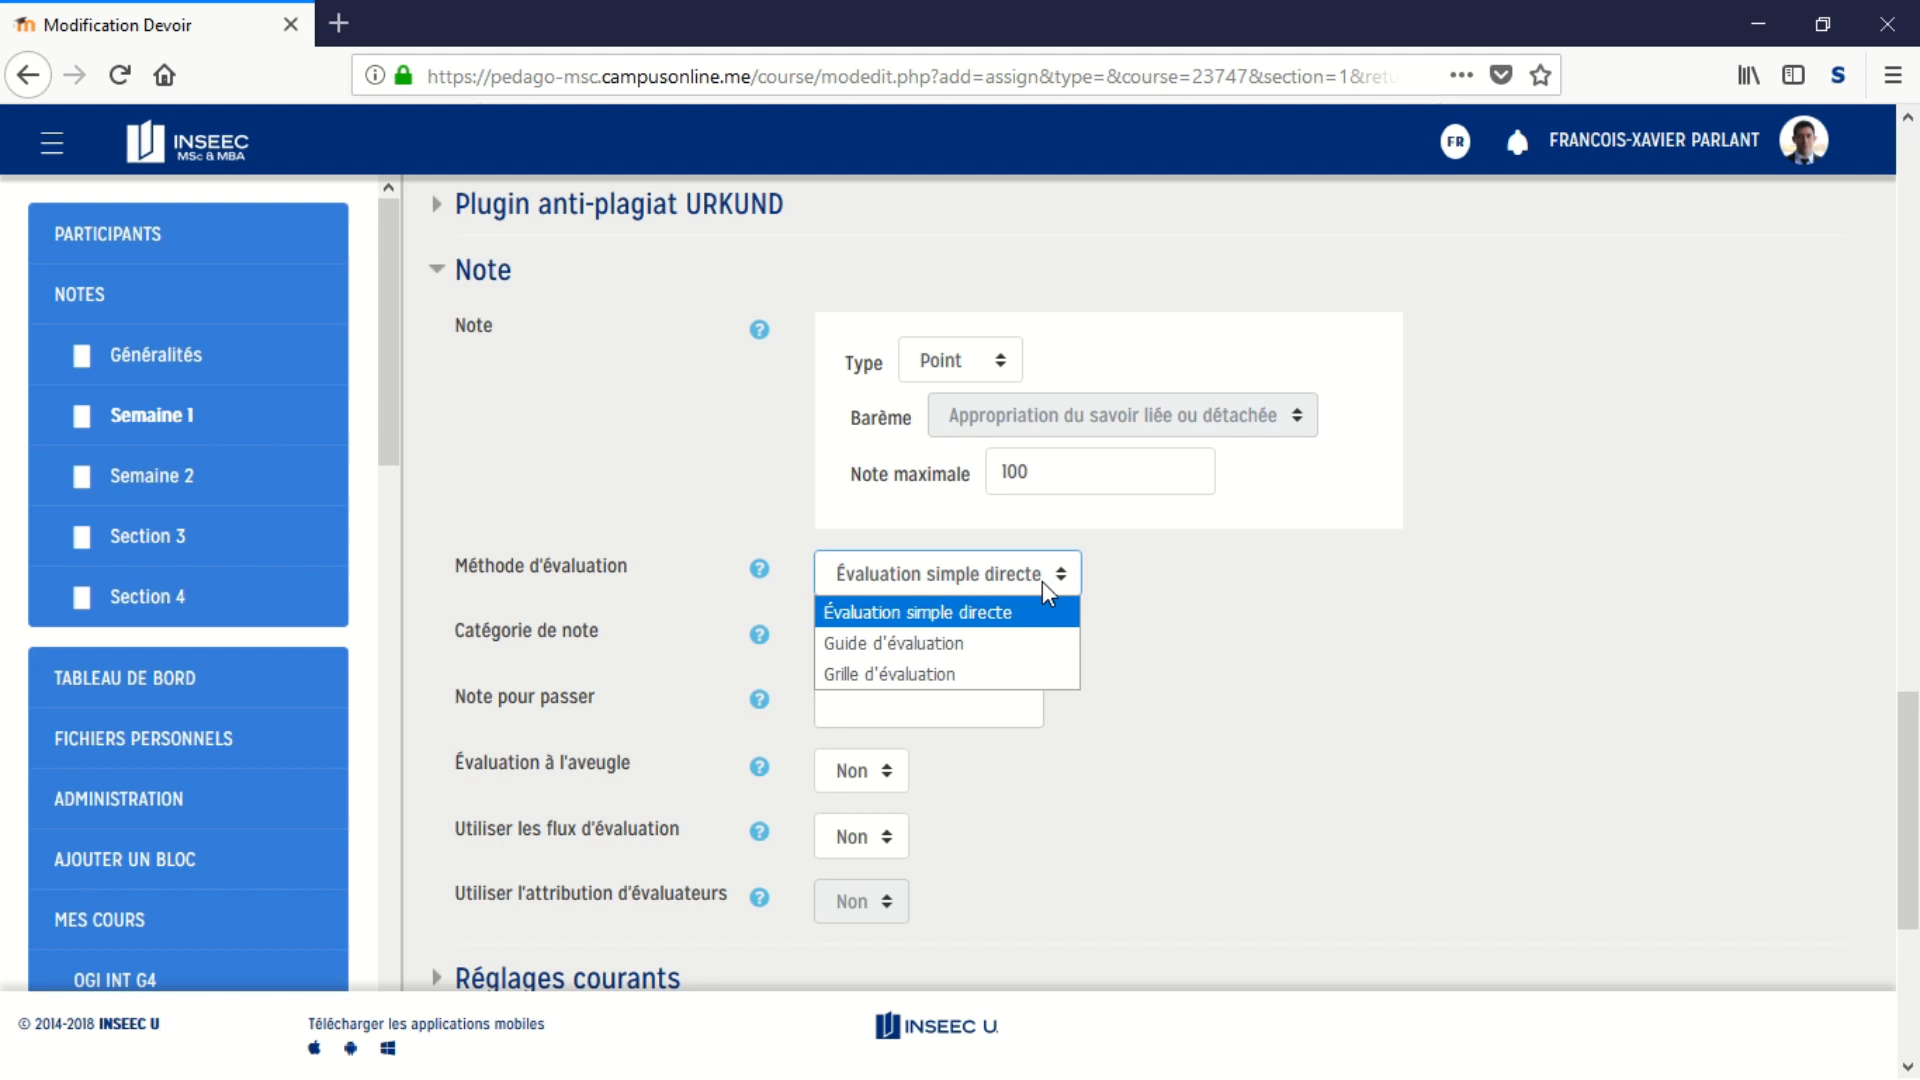 Modification Devoir
https://pedago-msc.campusonline.me/course/modedit.php?add=assign&type=&course=23747&section=1&retu
S
INSEEC
MSc & MBA
FR
FRANCOIS-XAVIER PARLANT
PARTICIPANTS
NOTES
Généralités
Semaine 1
Semaine 2
Section 3
Section 4
TABLEAU DE BORD
FICHIERS PERSONNELS
ADMINISTRATION
AJOUTER UN BLOC
MES COURS
OGI INT G4
Plugin anti-plagiat URKUND
Note
Note
Type Point
Barème Appropriation du savoir liée ou détachée
Note maximale 100
Méthode d'évaluation
Évaluation simple directe
Évaluation simple directe
Guide d'évaluation
Grille d'évaluation
Catégorie de note
Note pour passer
Évaluation à l'aveugle Non
Utiliser les flux d'évaluation Non
Utiliser l'attribution d'évaluateurs Non
Réglages courants
© 2014-2018 INSEEC U
Télécharger les applications mobiles
INSEEC U.